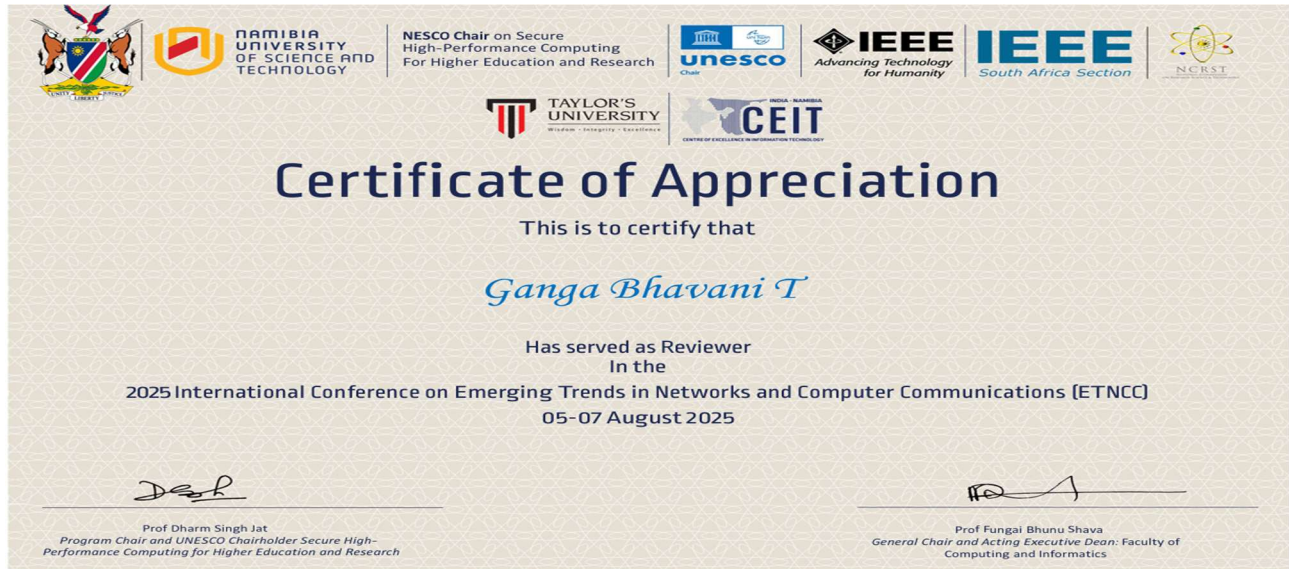 NAMIBIA
UNIVERSITY
OF SCIENCE AND
TECHNOLOGY
NESCO Chair on Secure
High-Performance Computing
For Higher Education and Research
unesco
Chair
IEEE
Advancing Technology
for Humanity
IEEE
South Africa Section
NCRST
UNITY LIBERTY JUSTICE
TAYLOR'S
UNIVERSITY
Wisdom · Integrity · Excellence
INDIA - NAMIBIA
CEIT
CENTRE OF EXCELLENCE IN INFORMATION TECHNOLOGY
Certificate of Appreciation
This is to certify that
Ganga Bhavani T
Has served as Reviewer
In the
2025 International Conference on Emerging Trends in Networks and Computer Communications (ETNCC)
05-07 August 2025
Prof Dharm Singh Jat
Program Chair and UNESCO Chairholder Secure High-
Performance Computing for Higher Education and Research
Prof Fungai Bhunu Shava
General Chair and Acting Executive Dean: Faculty of
Computing and Informatics